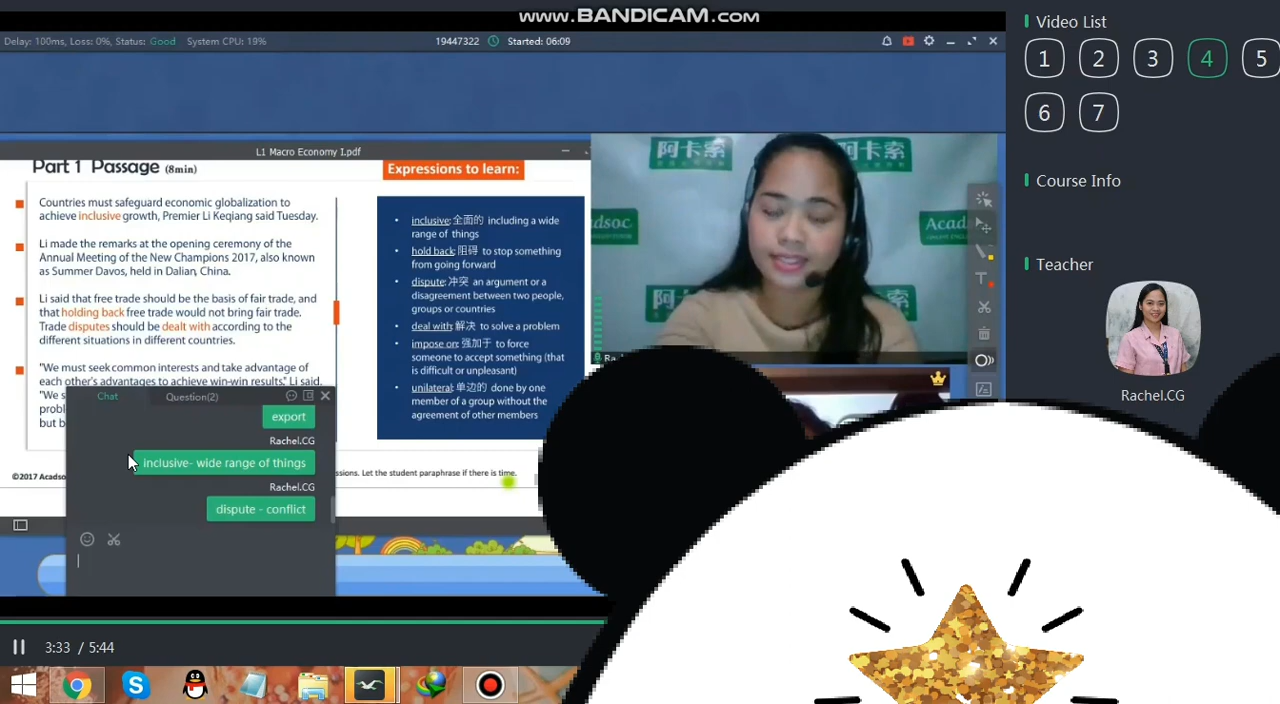 www.BANDICAM.com
Delay: 100ms, Loss: 0%, Status: Good System CPU: 19%
19447322 Started: 06:09
L1 Macro Economy I.pdf
Part 1 Passage (8min)
Countries must safeguard economic globalization to
achieve inclusive growth, Premier Li Keqiang said Tuesday.
Li made the remarks at the opening ceremony of the
Annual Meeting of the New Champions 2017, also known
as Summer Davos, held in Dalian, China.
Li said that free trade should be the basis of fair trade, and
that holding back free trade would not bring fair trade.
Trade disputes should be dealt with according to the
different situations in different countries.
"We must seek common interests and take advantage of
each other's advantages to achieve win-win results," Li said.
"We s
probl
but b
©2017 Acadso
ssions. Let the student paraphrase if there is time.
Expressions to learn:
inclusive: 全面的 including a wide
range of things
hold back: 阻碍 to stop something
from going forward
dispute: 冲突 an argument or a
disagreement between two people,
groups or countries
deal with: 解决 to solve a problem
impose on: 强加于 to force
someone to accept something (that
is difficult or unpleasant)
unilateral: 单边的 done by one
member of a group without the
agreement of other members
阿卡索
阿卡索
adsoc
Acad
Ra
Chat Question(2)
export
Rachel.CG
inclusive- wide range of things
Rachel.CG
dispute - conflict
3:33 / 5:44
Video List
1 2 3 4 5
6 7
Course Info
Teacher
Rachel.CG